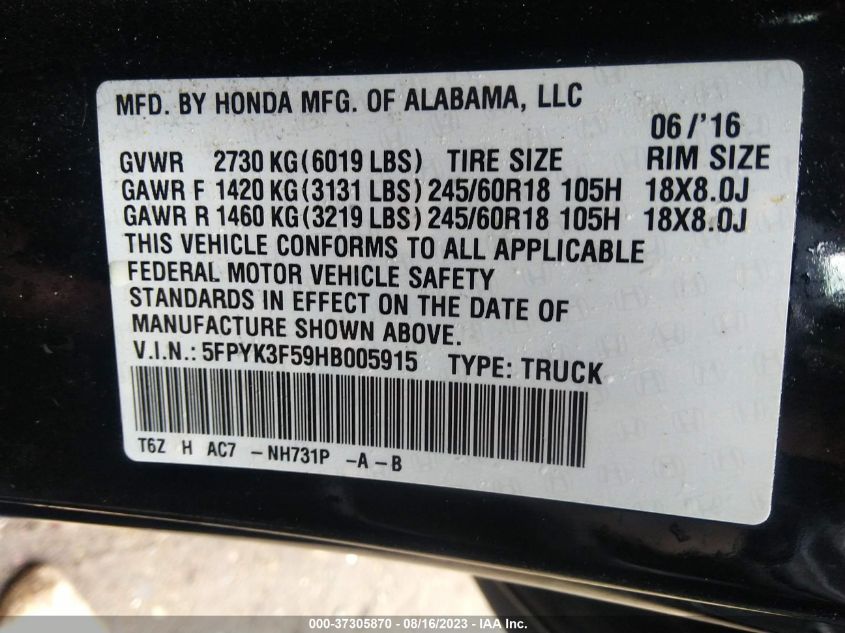 MFD. BY HONDA MFG. OF ALABAMA, LLC
06/'16
GVWR 2730 KG(6019 LBS) TIRE SIZE RIM SIZE
GAWR F 1420 KG(3131 LBS) 245/60R18 105H 18X8.0J
GAWR R 1460 KG(3219 LBS) 245/60R18 105H 18X8.0J
THIS VEHICLE CONFORMS TO ALL APPLICABLE
FEDERAL MOTOR VEHICLE SAFETY
STANDARDS IN EFFECT ON THE DATE OF
MANUFACTURE SHOWN ABOVE.
V.I.N.: 5FPYK3F59HB005915 TYPE: TRUCK
T6Z H AC7 -NH731P -A-B
000-37305870 - 08/16/2023 - IAA Inc.